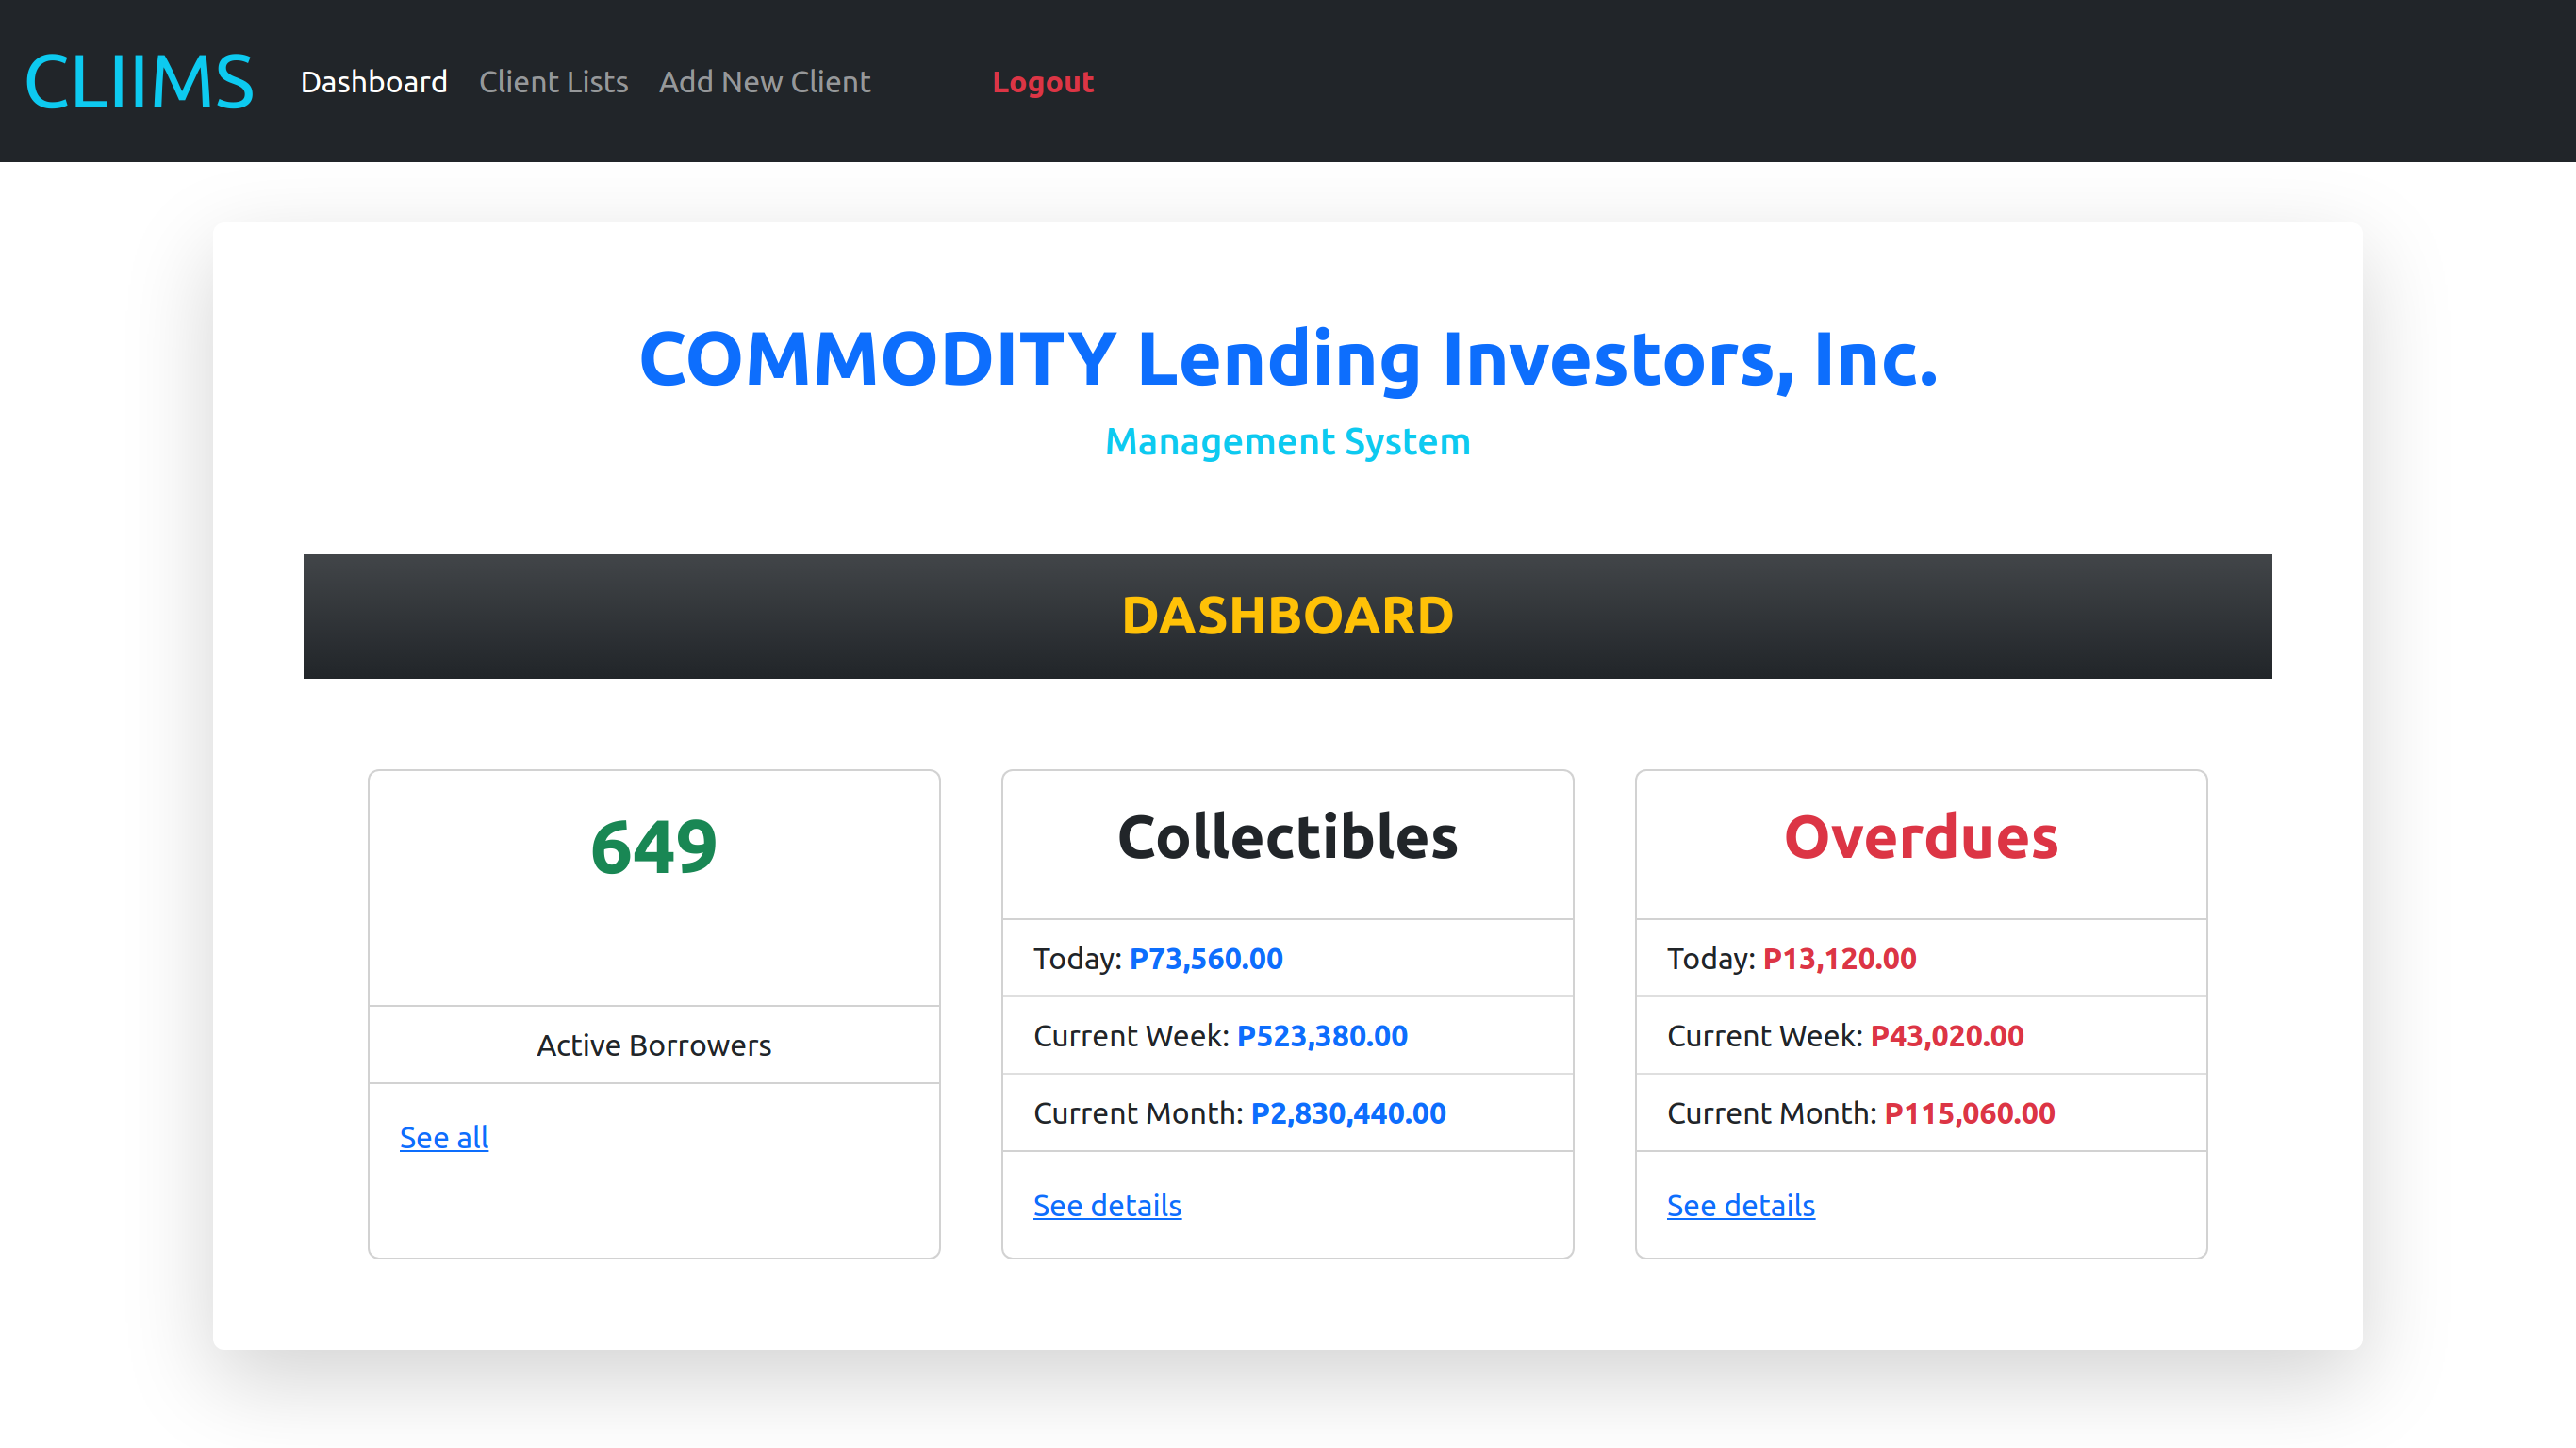 CLIIMS Dashboard Client Lists Add New Client Logout
COMMODITY Lending Investors, Inc.
Management System
DASHBOARD
649
Active Borrowers
See all
Collectibles
Today: P73,560.00
Current Week: P523,380.00
Current Month: P2,830,440.00
See details
Overdues
Today: P13,120.00
Current Week: P43,020.00
Current Month: P115,060.00
See details